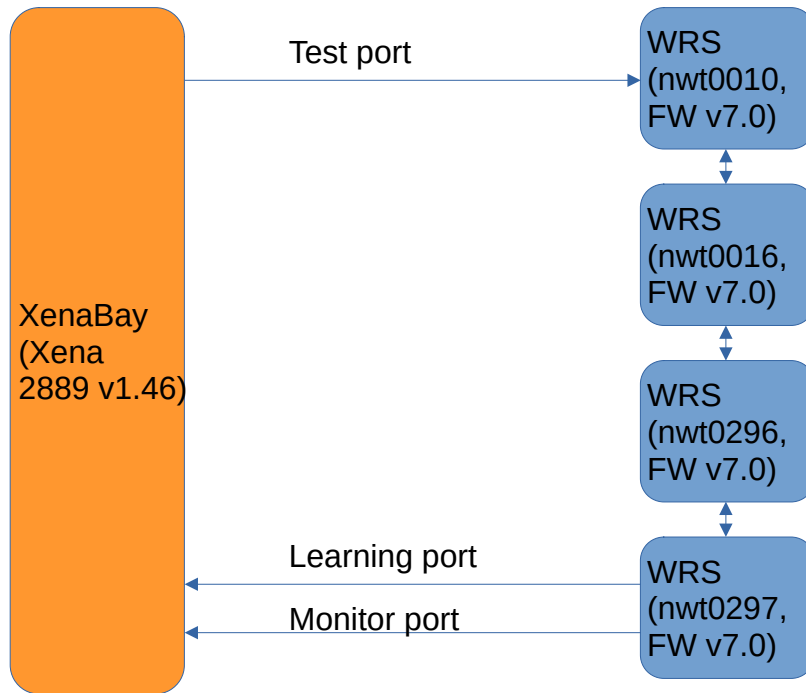 Test port
WRS
(nwt0010,
FW v7.0)
WRS
(nwt0016,
FW v7.0)
XenaBay
(Xena
2889 v1.46)
WRS
(nwt0296,
FW v7.0)
Learning port
Monitor port
WRS
(nwt0297,
FW v7.0)